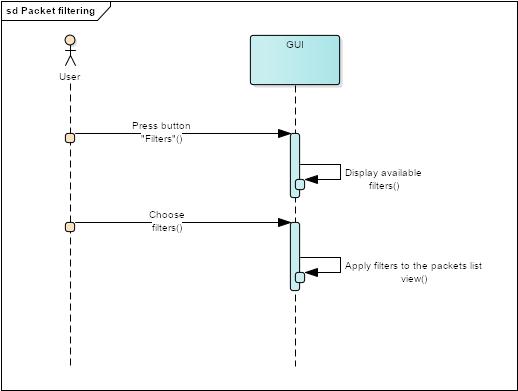 sd Packet filtering
User
GUI
Press button
"Filters"()
Display available
filters()
Choose
filters()
Apply filters to the packets list
view()